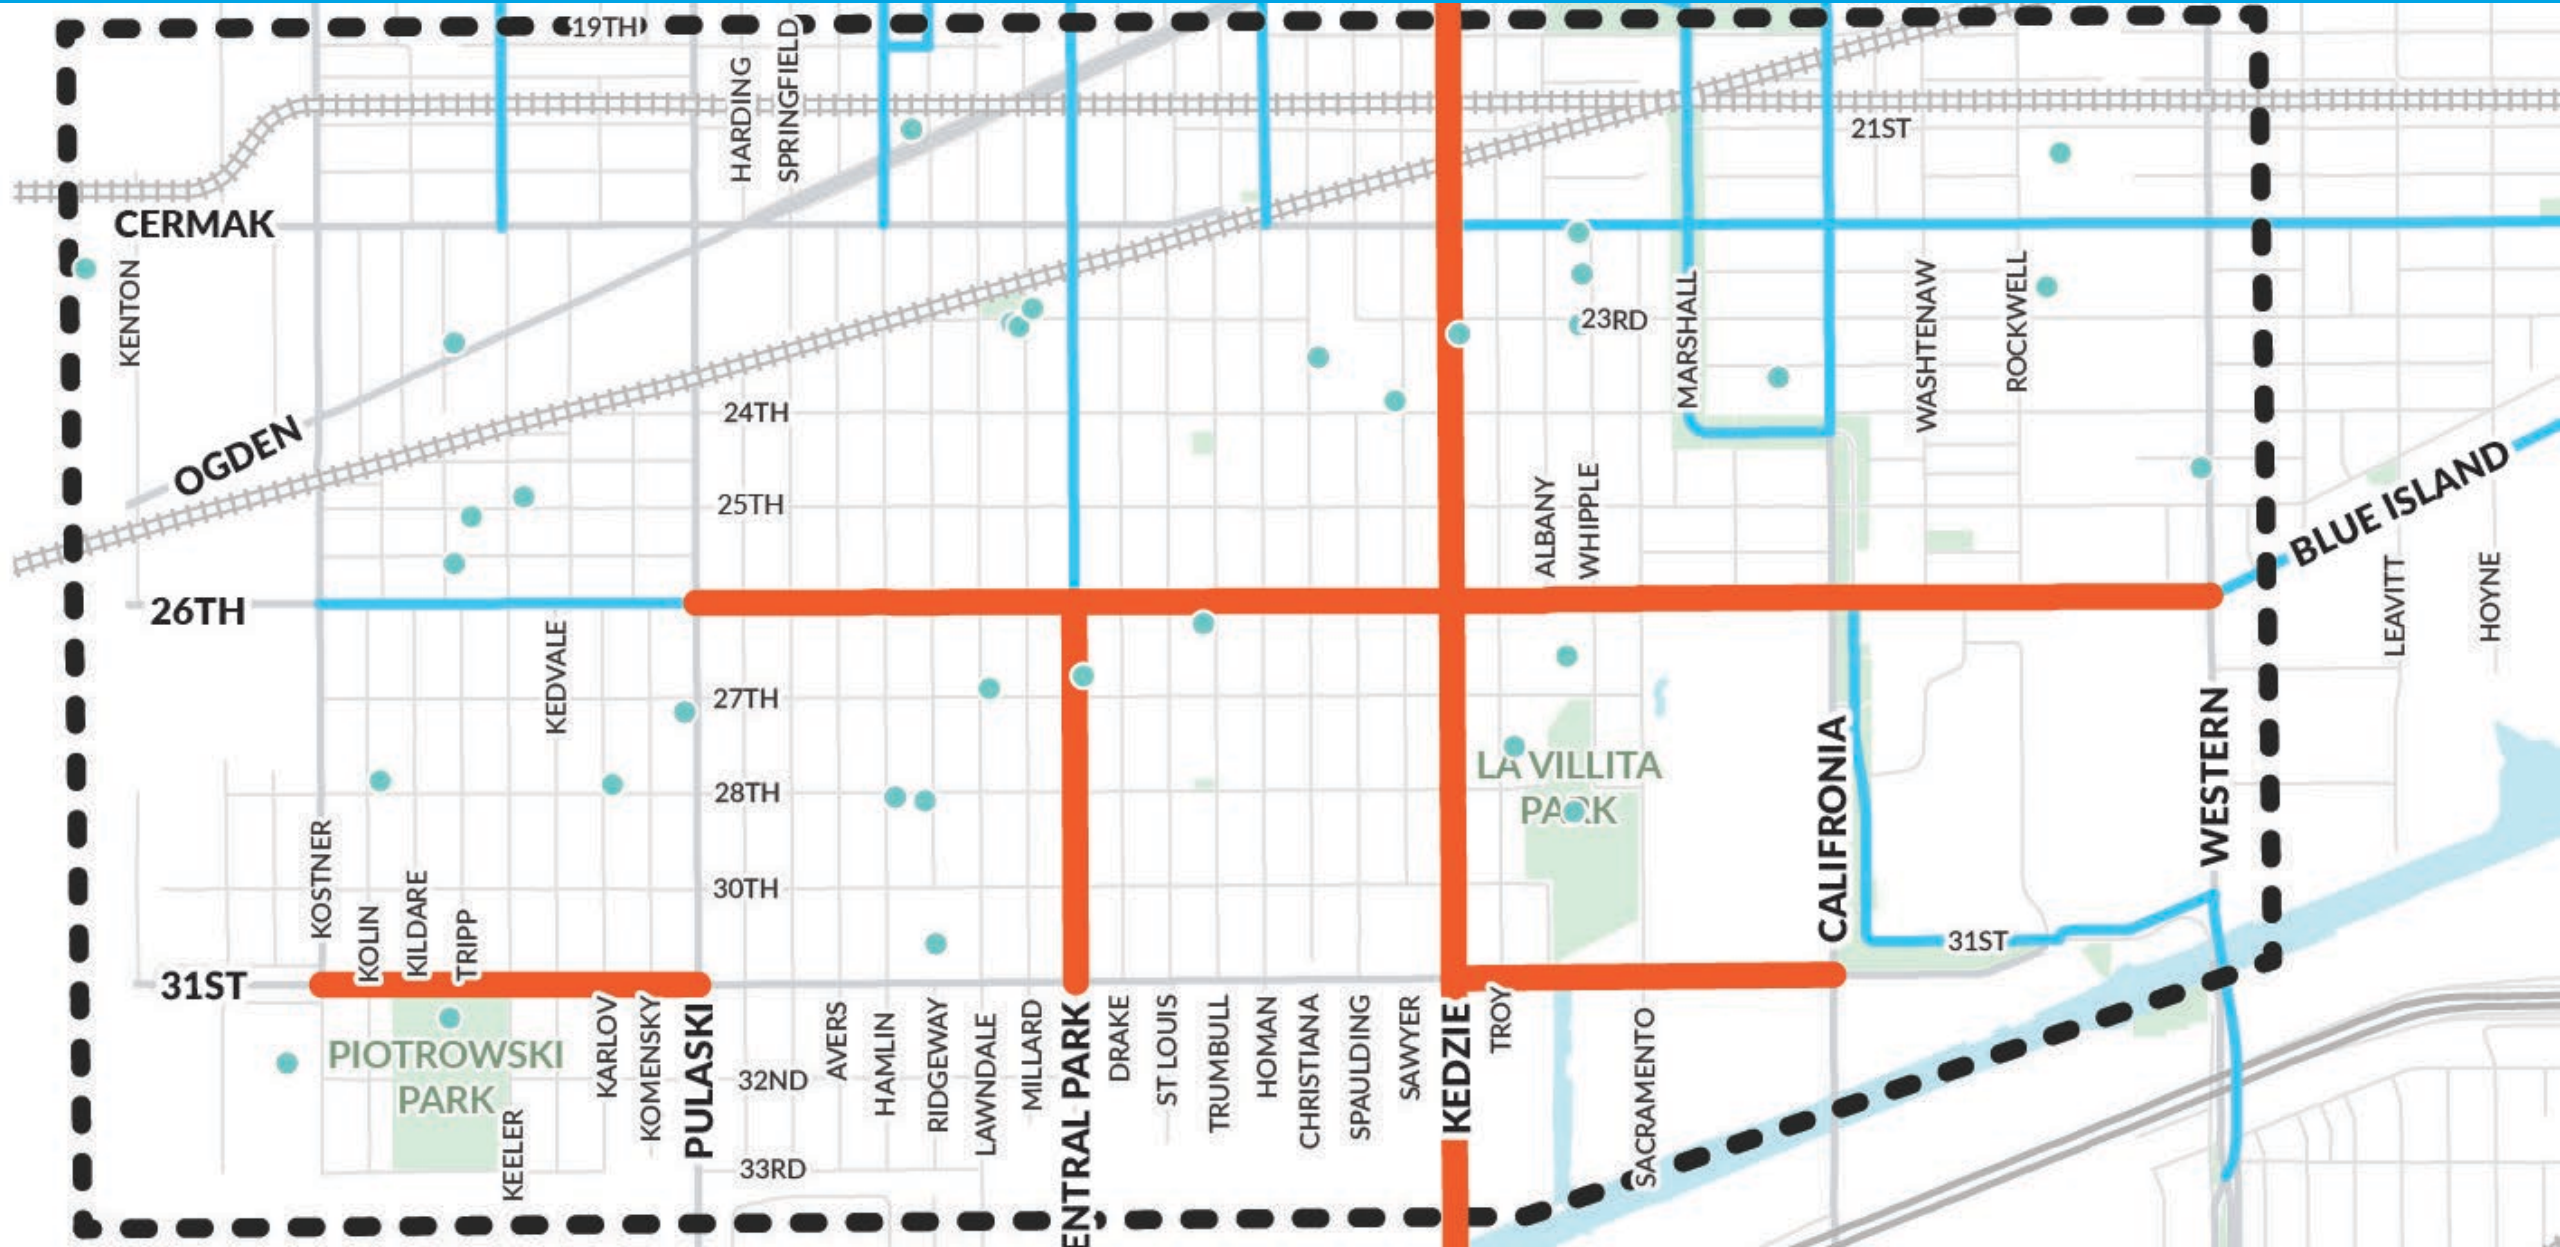 19TH
HARDING
SPRINGFIELD
21ST
CERMAK
KENTON
23RD
MARSHALL
WASHTENAW
ROCKWELL
24TH
OGDEN
25TH
ALBANY
WHIPPLE
BLUE ISLAND
26TH
LEAVITT
HOYNE
KEDVALE
27TH
WESTERN
CALIFRONIA
LA VILLITA
PARK
28TH
KOSTNER
30TH
KOLIN
KILDARE
TRIPP
31ST
31ST
KARLOV
KOMENSKY
PULASKI
AVERS
HAMLIN
RIDGEWAY
LAWNDALE
MILLARD
ENTRAL PARK
DRAKE
ST LOUIS
TRUMBULL
HOMAN
CHRISTIANA
SPAULDING
SAWYER
KEDZIE
TROY
SACRAMENTO
PIOTROWSKI
PARK
32ND
KEELER
33RD